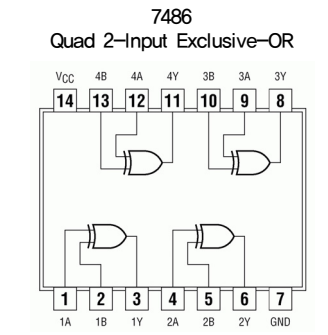 7486
Quad 2-Input Exclusive-OR
VCC 4B 4A 4Y 3B 3A 3Y
14 13 12 11 10 9 8
1 2 3 4 5 6 7
1A 1B 1Y 2A 2B 2Y GND